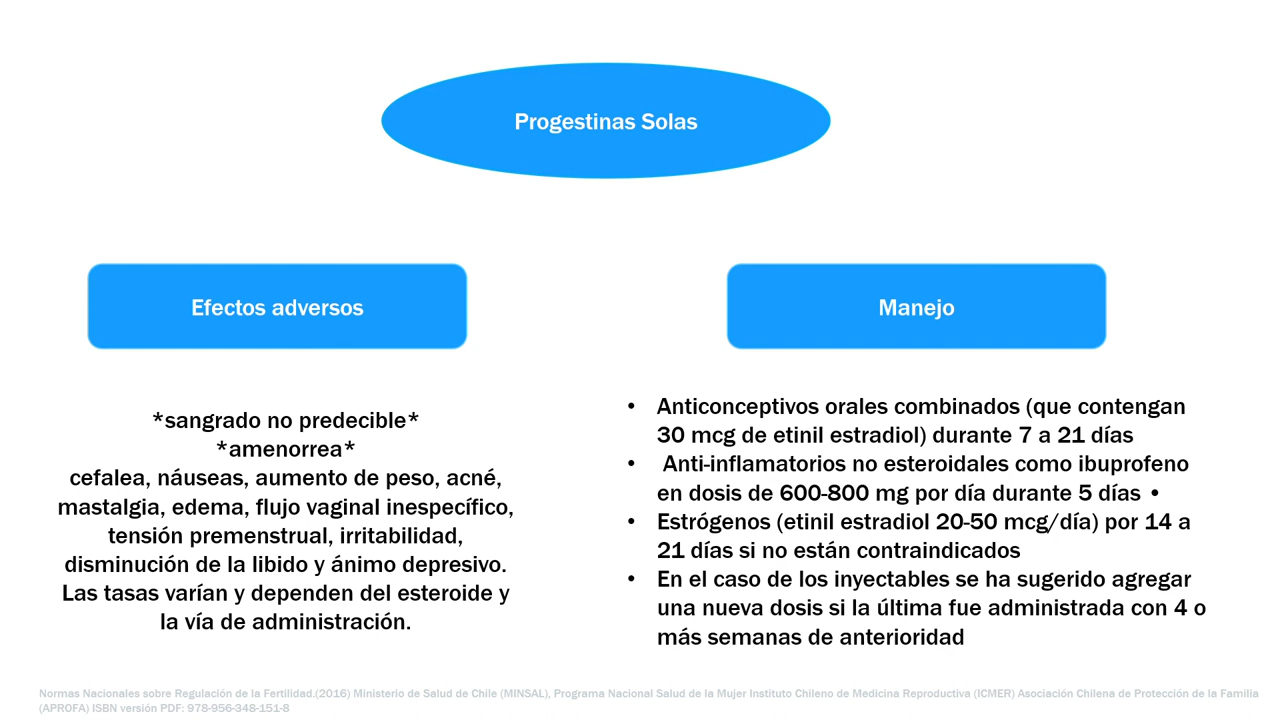 Progestinas Solas
Efectos adversos
Manejo
*sangrado no predecible*
*amenorrea*
cefalea, náuseas, aumento de peso, acné,
mastalgia, edema, flujo vaginal inespecífico,
tensión premenstrual, irritabilidad,
disminución de la libido y ánimo depresivo.
Las tasas varían y dependen del esteroide y
la vía de administración.
• Anticonceptivos orales combinados (que contengan
30 mcg de etinil estradiol) durante 7 a 21 días
• Anti-inflamatorios no esteroidales como ibuprofeno
en dosis de 600-800 mg por día durante 5 días •
• Estrógenos (etinil estradiol 20-50 mcg/día) por 14 a
21 días si no están contraindicados
• En el caso de los inyectables se ha sugerido agregar
una nueva dosis si la última fue administrada con 4 o
más semanas de anterioridad
Normas Nacionales sobre Regulación de la Fertilidad.(2016) Ministerio de Salud de Chile (MINSAL), Programa Nacional Salud de la Mujer Instituto Chileno de Medicina Reproductiva (ICMER) Asociación Chilena de Protección de la Familia
(APROFA) ISBN versión PDF: 978-956-348-151-8